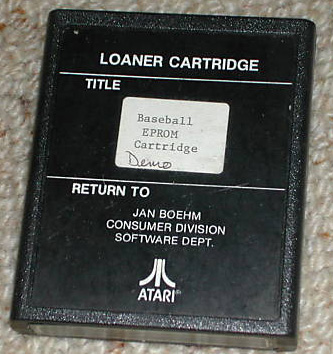 LOANER CARTRIDGE
TITLE
Baseball
EPROM
Cartridge
Demo
RETURN TO
JAN BOEHM
CONSUMER DIVISION
SOFTWARE DEPT.
ATARI®